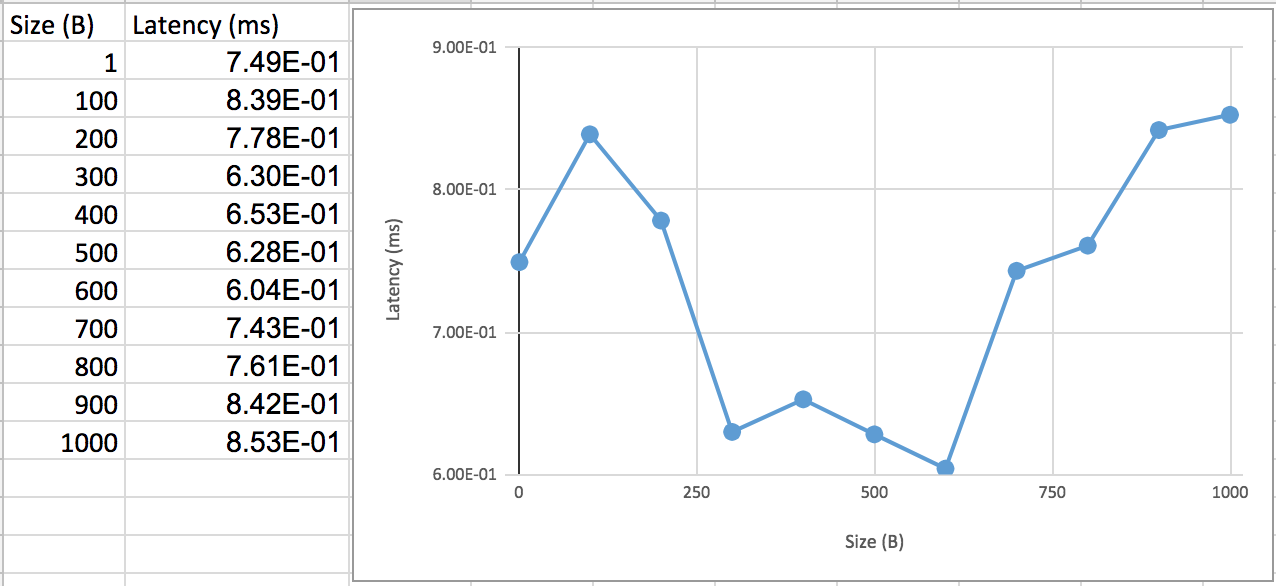 Size (B) Latency (ms)
1 7.49E-01
100 8.39E-01
200 7.78E-01
300 6.30E-01
400 6.53E-01
500 6.28E-01
600 6.04E-01
700 7.43E-01
800 7.61E-01
900 8.42E-01
1000 8.53E-01
9.00E-01
8.00E-01
7.00E-01
6.00E-01
Latency (ms)
0 250 500 750 1000
Size (B)